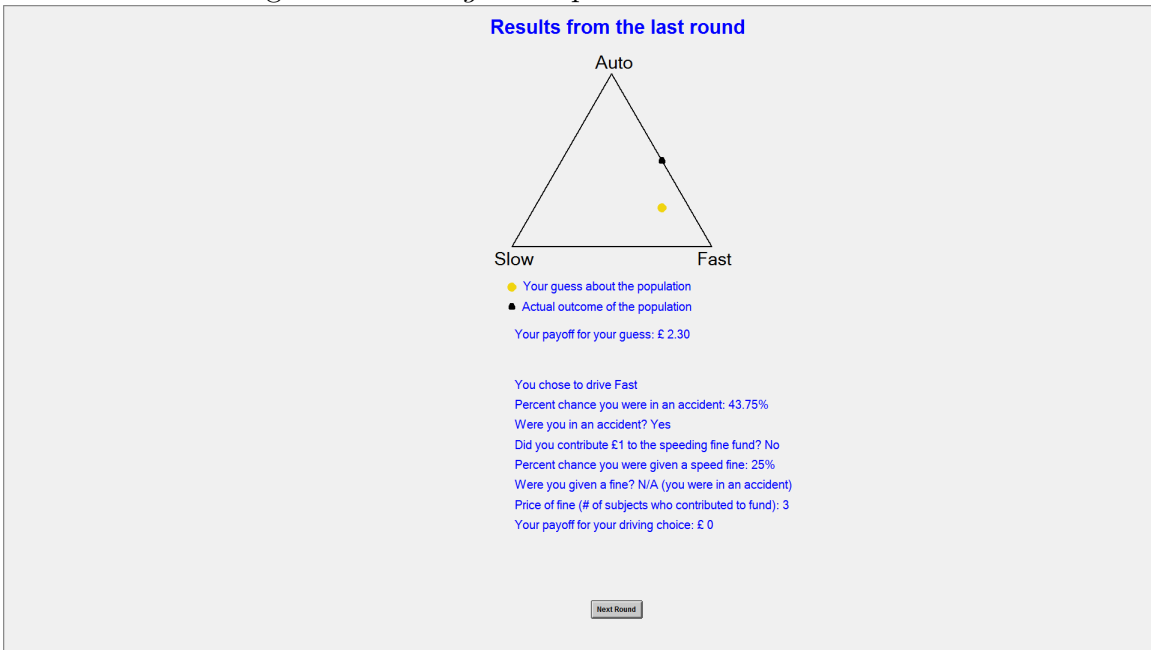 Results from the last round
Auto
Slow Fast
Your guess about the population
Actual outcome of the population
Your payoff for your guess: £ 2.30
You chose to drive Fast
Percent chance you were in an accident: 43.75%
Were you in an accident? Yes
Did you contribute £1 to the speeding fine fund? No
Percent chance you were given a speed fine: 25%
Were you given a fine? N/A (you were in an accident)
Price of fine (# of subjects who contributed to fund): 3
Your payoff for your driving choice: £ 0
Next Round